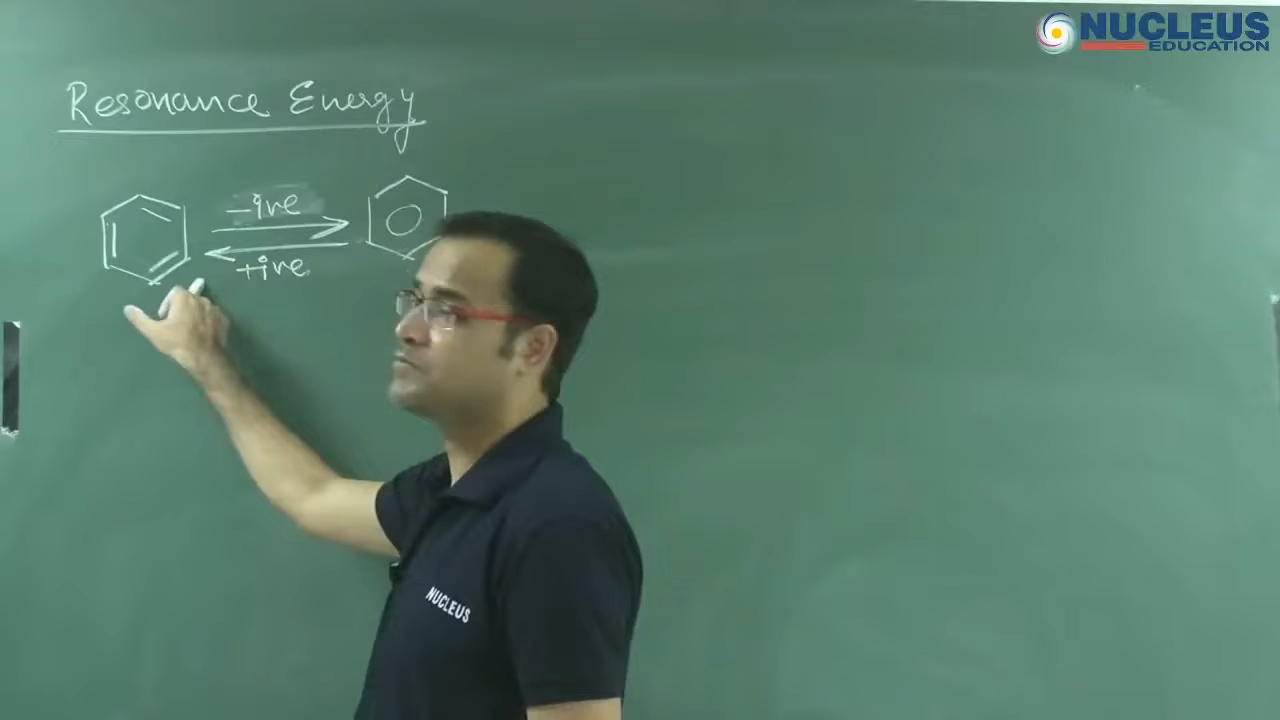 NUCLEUS
EDUCATION
Resonance Energy
-ive
+ive
NUCLEUS